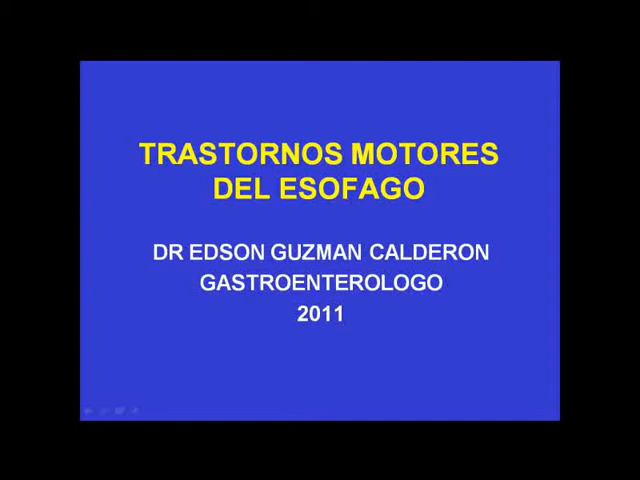 TRASTORNOS MOTORES
DEL ESOFAGO
DR EDSON GUZMAN CALDERON
GASTROENTEROLOGO
2011